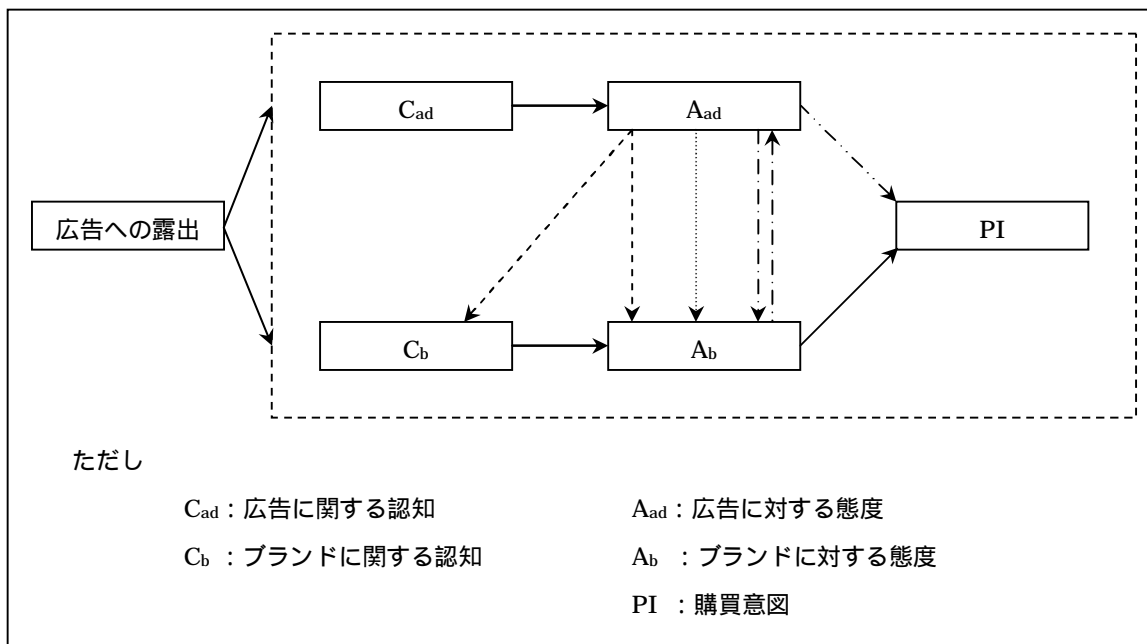 Cad
Aad
広告への露出
PI
Cb
Ab
ただし
Cad：広告に関する認知
Aad：広告に対する態度
Cb ：ブランドに関する認知
Ab ：ブランドに対する態度
PI ：購買意図